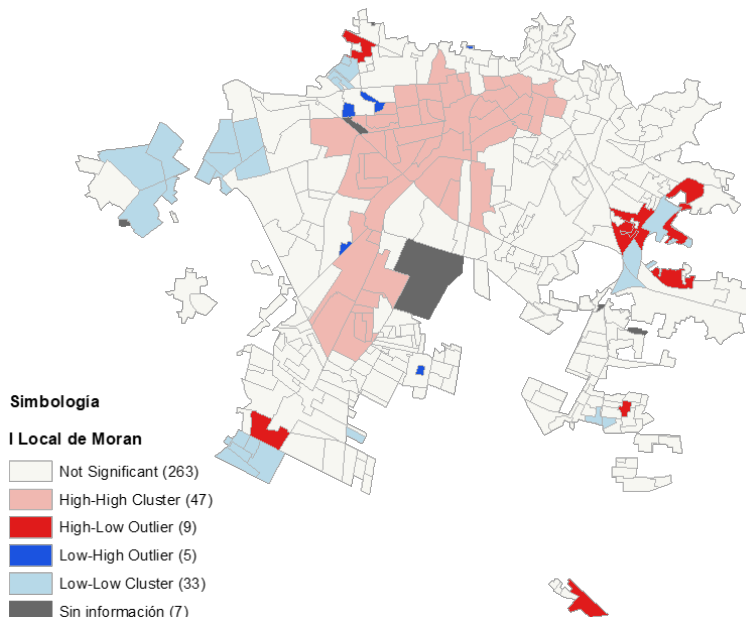 Simbología
I Local de Moran
Not Significant (263)
High-High Cluster (47)
High-Low Outlier (9)
Low-High Outlier (5)
Low-Low Cluster (33)
Sin información (7)